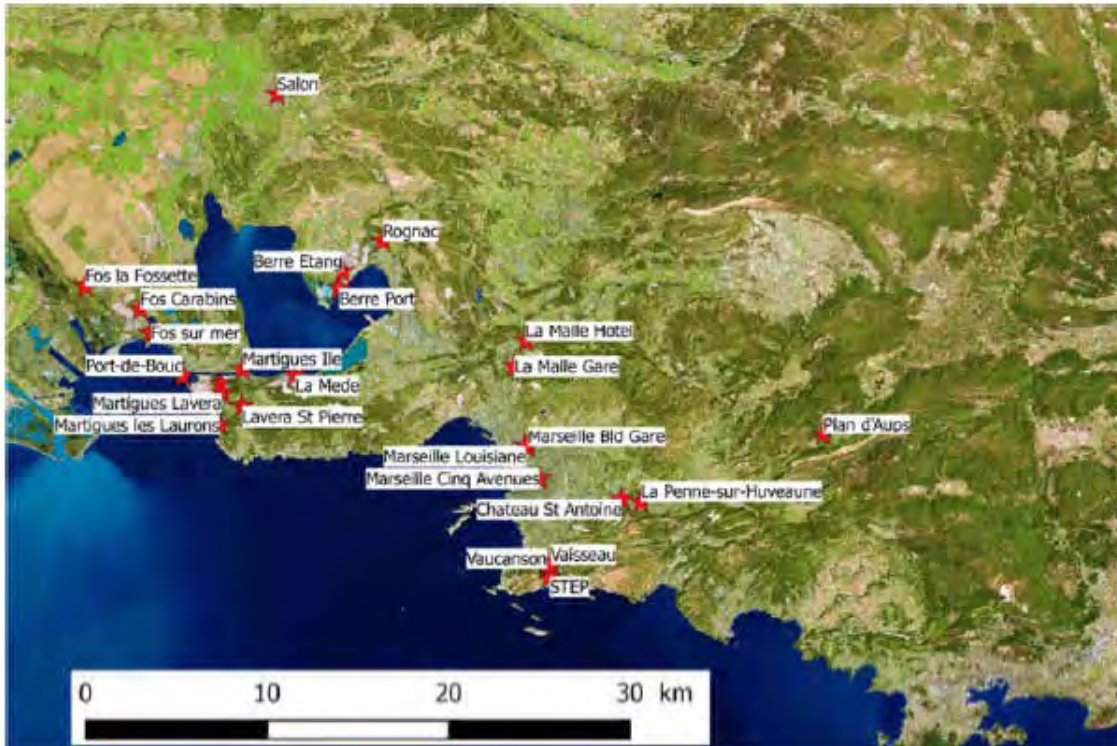 Salon
Rognac
Berre Etang
Fos la Fossette
Berre Port
Fos Carabins
Fos sur mer
La Malle Hotel
Martigues Ile
Port-de-Bouc
La Malle Gare
La Mede
Martigues Lavera
Lavera St Pierre
Martigues les Laurons
Plan d'Aups
Marseille Bld Gare
Marseille Louisiane
Marseille Cinq Avenues
La Penne-sur-Huveaune
Chateau St Antoine
Vaucanson
Vaisseau
STEP
0 10 20 30 km